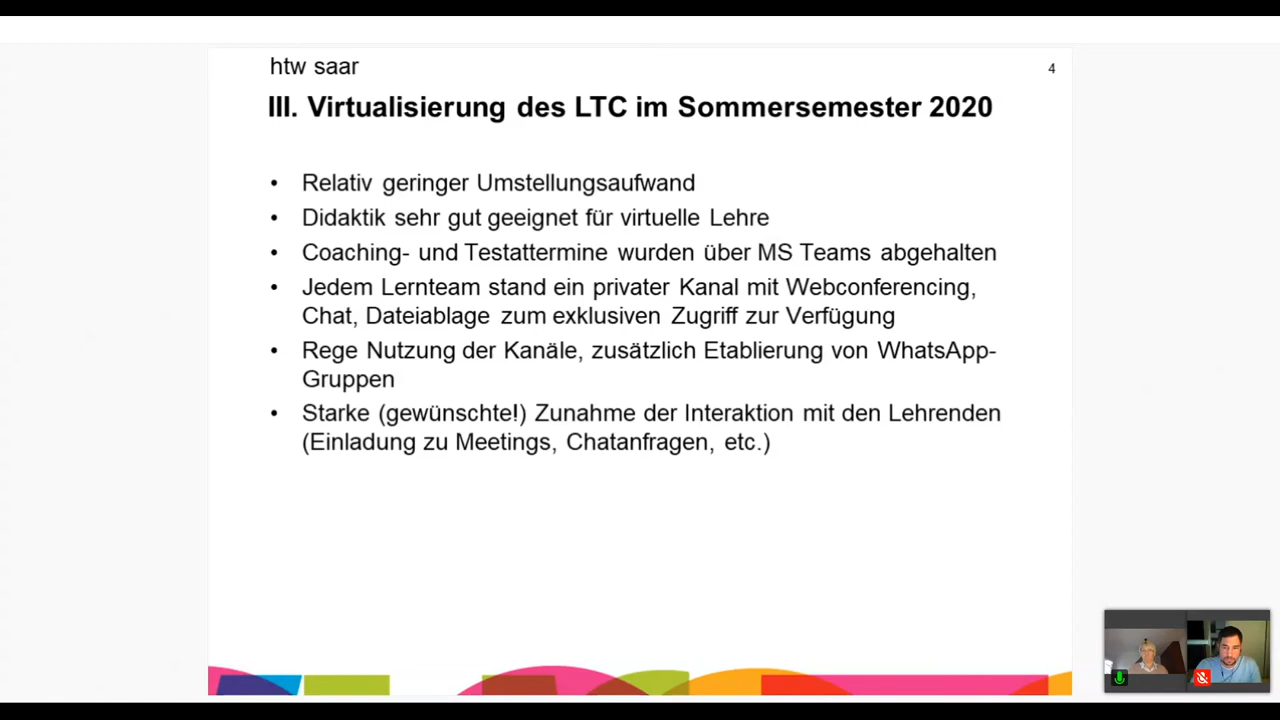 htw saar
4
III. Virtualisierung des LTC im Sommersemester 2020
• Relativ geringer Umstellungsaufwand
• Didaktik sehr gut geeignet für virtuelle Lehre
• Coaching- und Testattermine wurden über MS Teams abgehalten
• Jedem Lernteam stand ein privater Kanal mit Webconferencing,
Chat, Dateiablage zum exklusiven Zugriff zur Verfügung
• Rege Nutzung der Kanäle, zusätzlich Etablierung von WhatsApp-
Gruppen
• Starke (gewünschte!) Zunahme der Interaktion mit den Lehrenden
(Einladung zu Meetings, Chatanfragen, etc.)